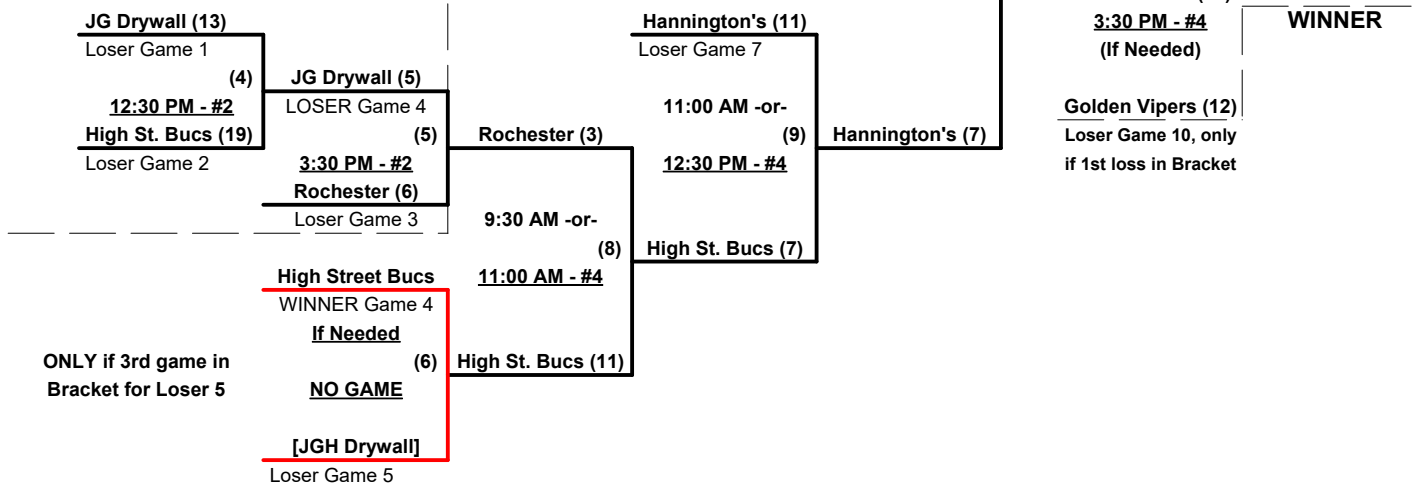 JG Drywall (13)
Loser Game 1
(4)
12:30 PM - #2
High St. Bucs (19)
Loser Game 2
JG Drywall (5)
LOSER Game 4
(5)
3:30 PM - #2
Rochester (6)
Loser Game 3
High Street Bucs
WINNER Game 4
If Needed
(6)
NO GAME
[JGH Drywall]
Loser Game 5
ONLY if 3rd game in
Bracket for Loser 5
Rochester (3)
9:30 AM -or-
(8)
11:00 AM - #4
High St. Bucs (11)
Hannington's (11)
Loser Game 7
11:00 AM -or-
(9)
12:30 PM - #4
High St. Bucs (7)
Hannington's (7)
3:30 PM - #4
(If Needed)
Golden Vipers (12)
Loser Game 10, only
if 1st loss in Bracket
WINNER